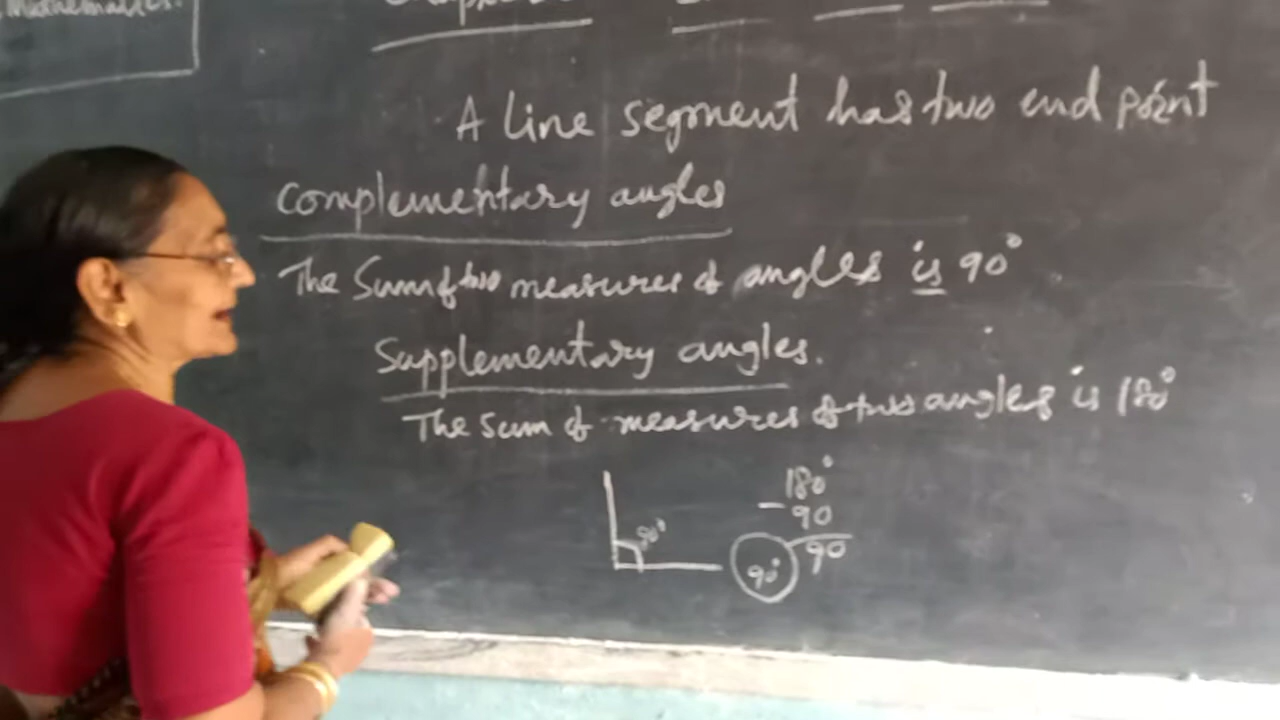 Mathematics.
A line segment has two end point
Complementary angles
The Sum of two measures of angles is 90°
Supplementary angles.
The sum of measures of two angles is 180°
90°
180°
- 90
90
90°